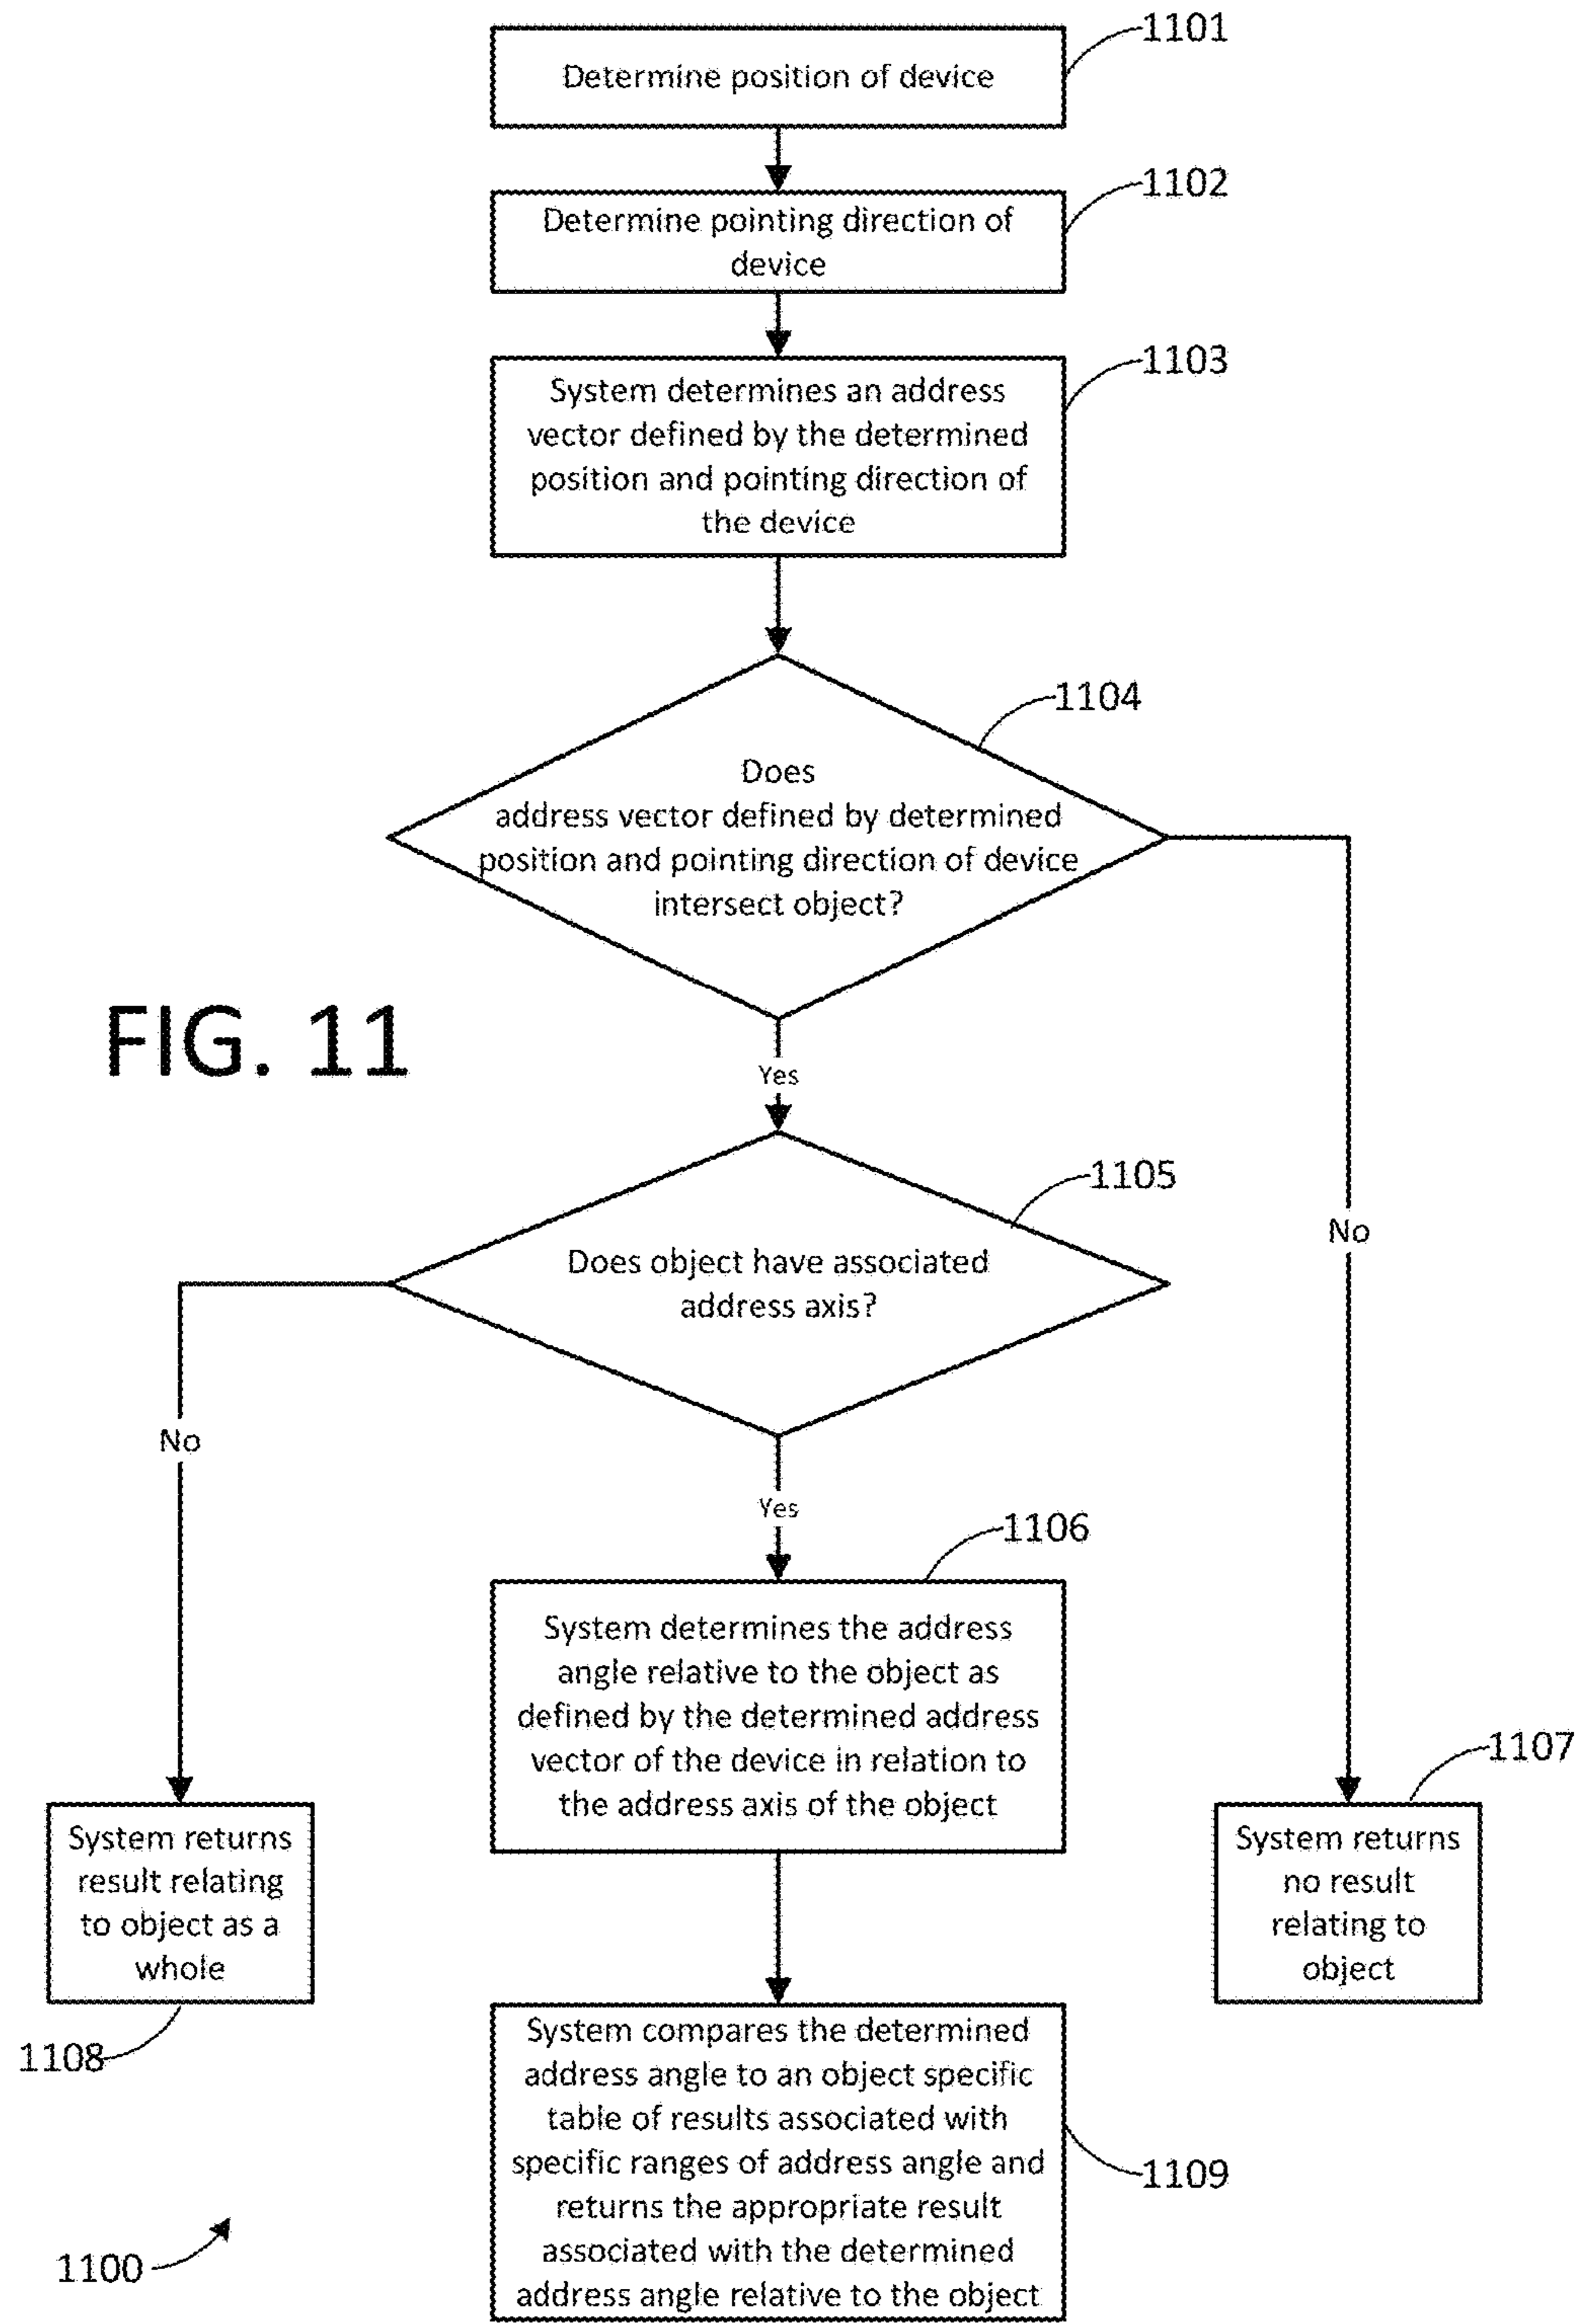 1101
Determine position of device
1102
Determine pointing direction of
device
1103
System determines an address
vector defined by the determined
position and pointing direction of
the device
1104
Does
address vector defined by determined
position and pointing direction of device
intersect object?
FIG. 11
Yes
No
1105
Does object have associated
address axis?
No
Yes
1106
System determines the address
angle relative to the object as
defined by the determined address
vector of the device in relation to
the address axis of the object
1107
System returns
no result
relating to
object
System returns
result relating
to object as a
whole
1108
System compares the determined
address angle to an object specific
table of results associated with
specific ranges of address angle and
returns the appropriate result
associated with the determined
address angle relative to the object
1109
1100